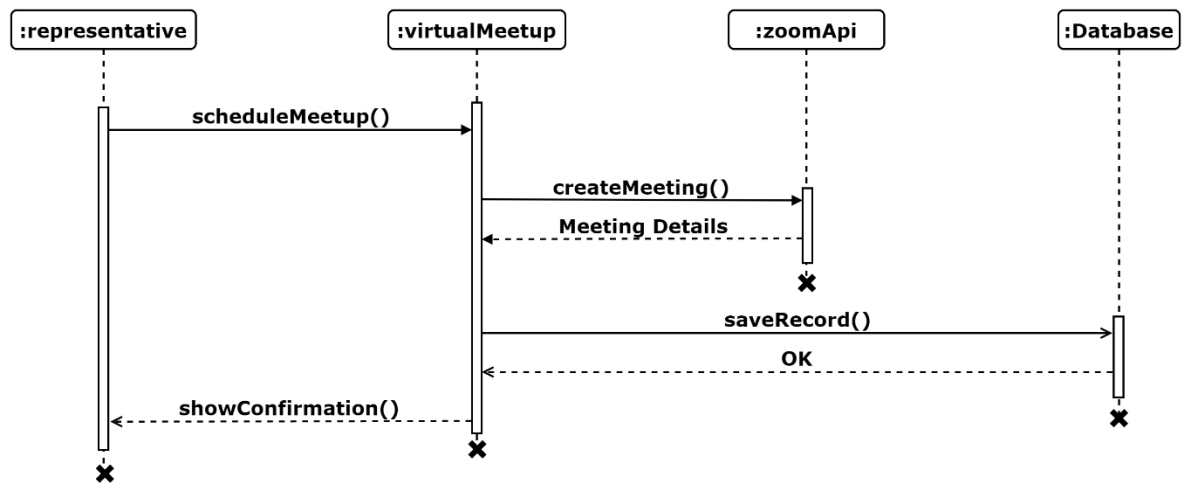 :representative
:virtualMeetup
:zoomApi
:Database
scheduleMeetup()
createMeeting()
Meeting Details
saveRecord()
OK
showConfirmation()